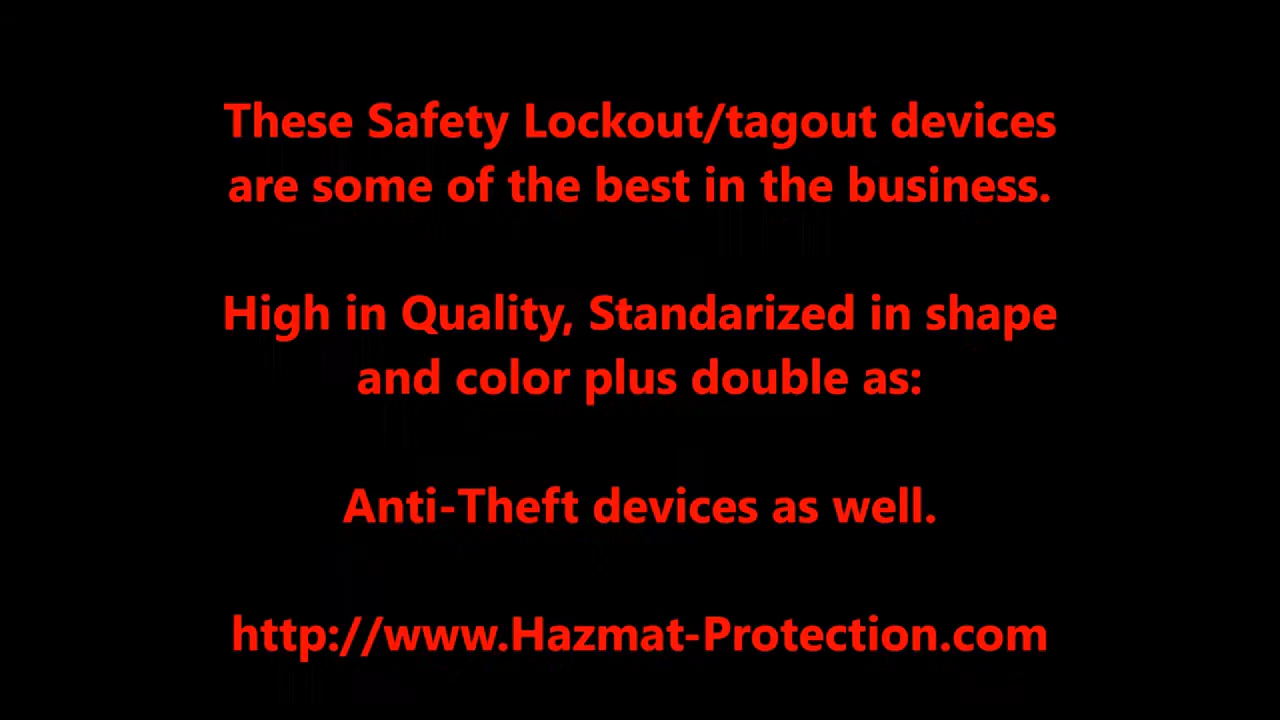 These Safety Lockout/tagout devices
are some of the best in the business.
High in Quality, Standarized in shape
and color plus double as:
Anti-Theft devices as well.
http://www.Hazmat-Protection.com